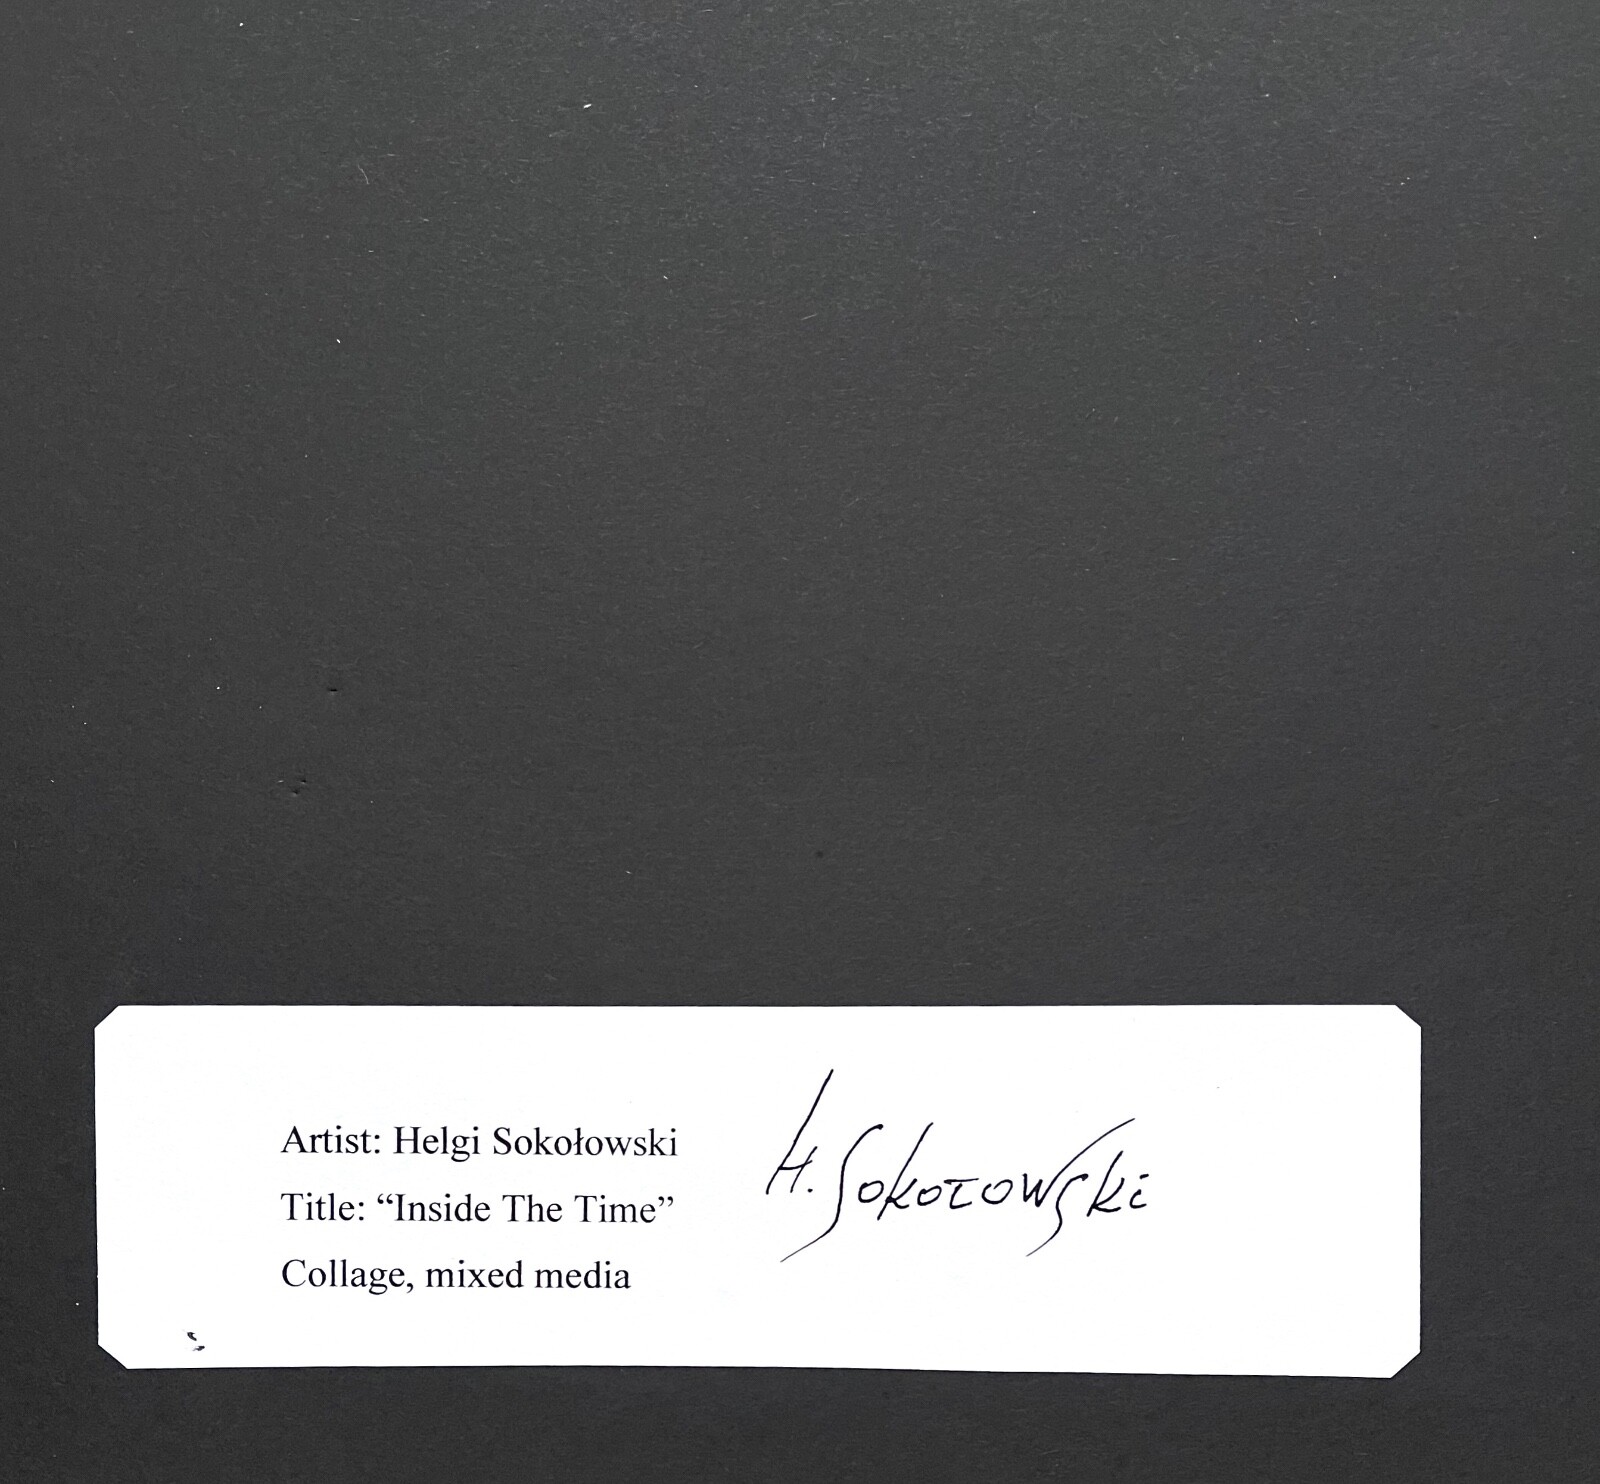 Artist: Helgi Sokołowski
Title: “Inside The Time”
Collage, mixed media
H. Sokołowski